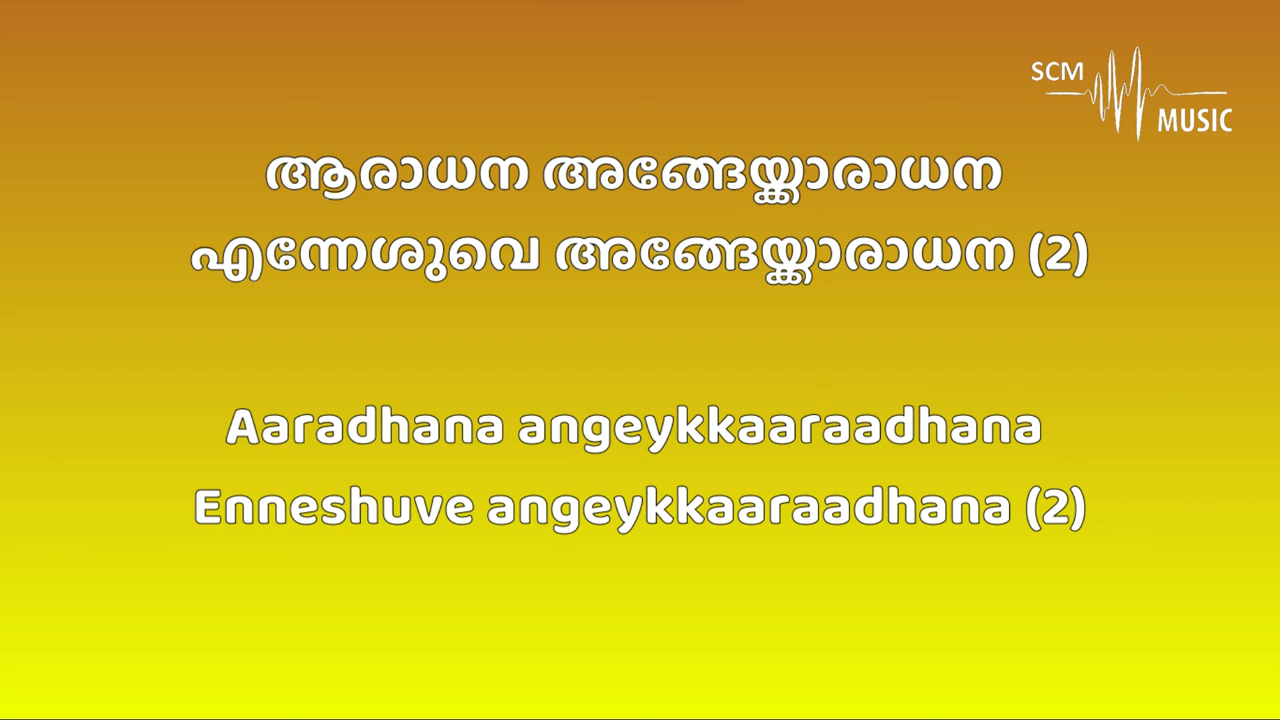 SCM
MUSIC
ആരാധന അങ്ങേയ്ക്കാരാധന
എന്നേശുവെ അങ്ങേയ്ക്കാരാധന (2)
Aaradhana angeykkaaraadhana
Enneshuve angeykkaaraadhana (2)